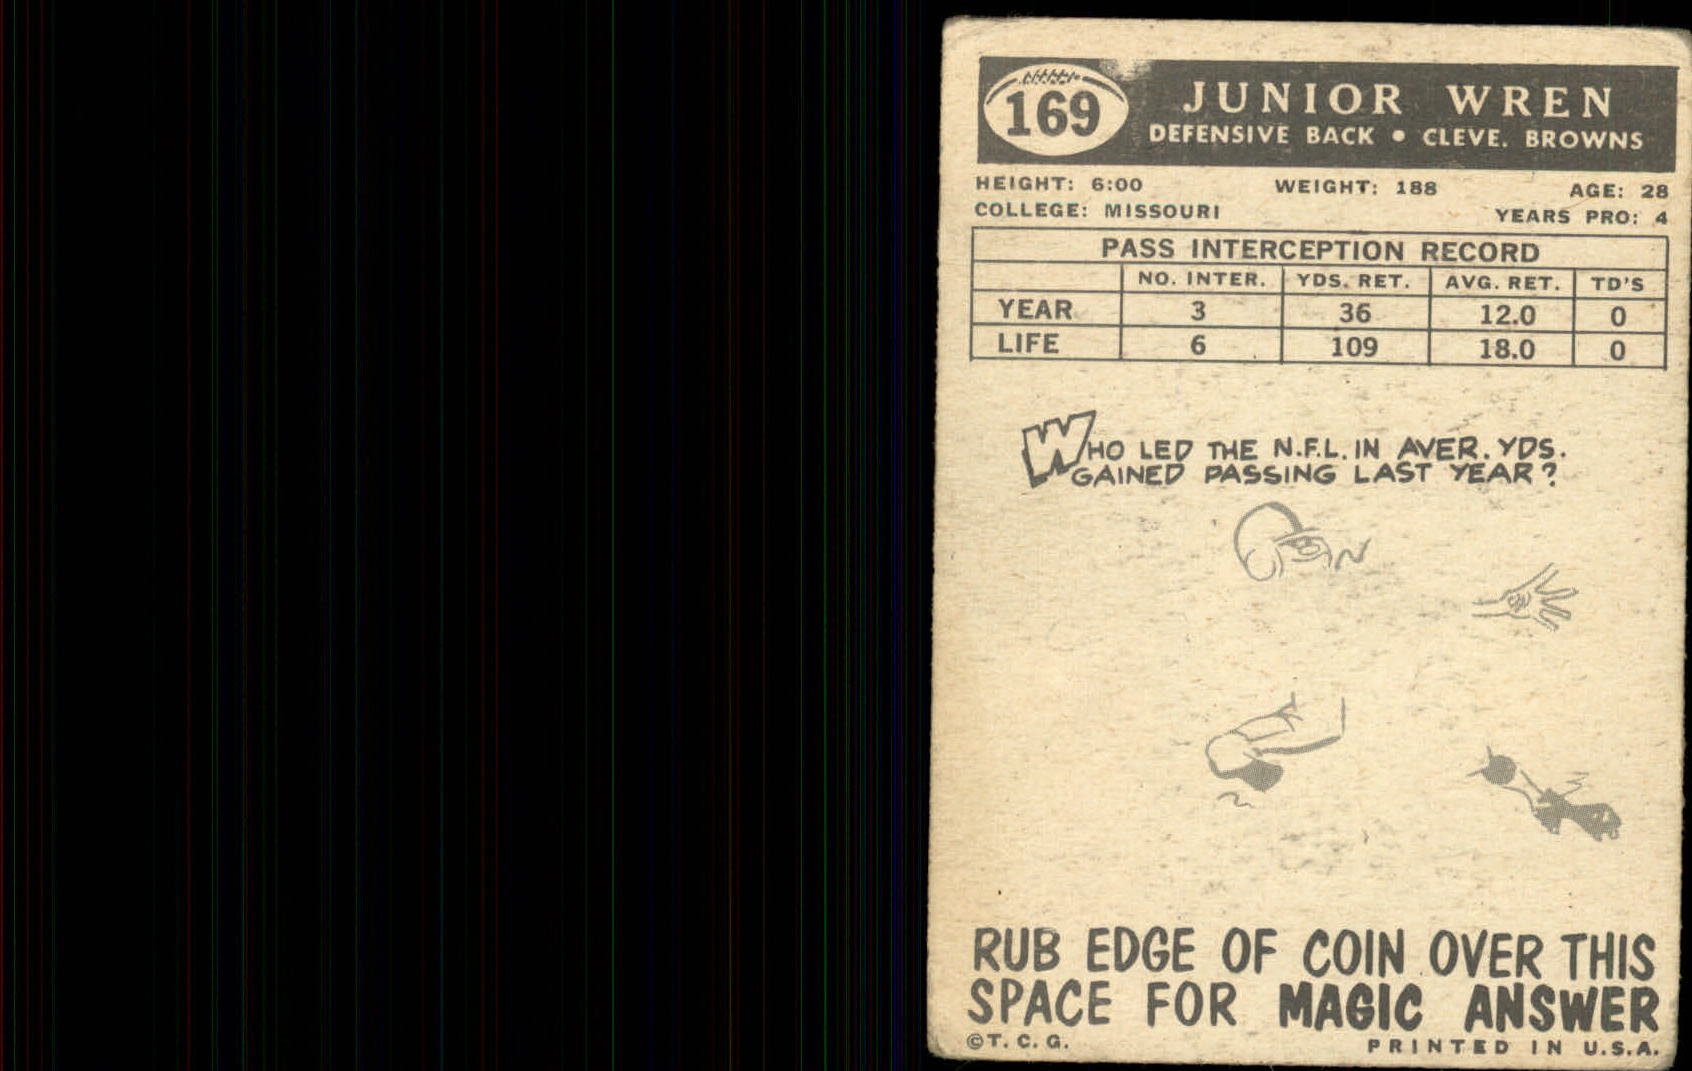 169
JUNIOR WREN
DEFENSIVE BACK • CLEVE. BROWNS
HEIGHT: 6:00 WEIGHT: 188 AGE: 28
COLLEGE: MISSOURI YEARS PRO: 4
PASS INTERCEPTION RECORD
NO. INTER. YDS. RET. AVG. RET. TD'S
YEAR 3 36 12.0 0
LIFE 6 109 18.0 0
WHO LED THE N.F.L. IN AVER. YDS.
GAINED PASSING LAST YEAR?
RUB EDGE OF COIN OVER THIS
SPACE FOR MAGIC ANSWER
©T. C. G. PRINTED IN U.S.A.